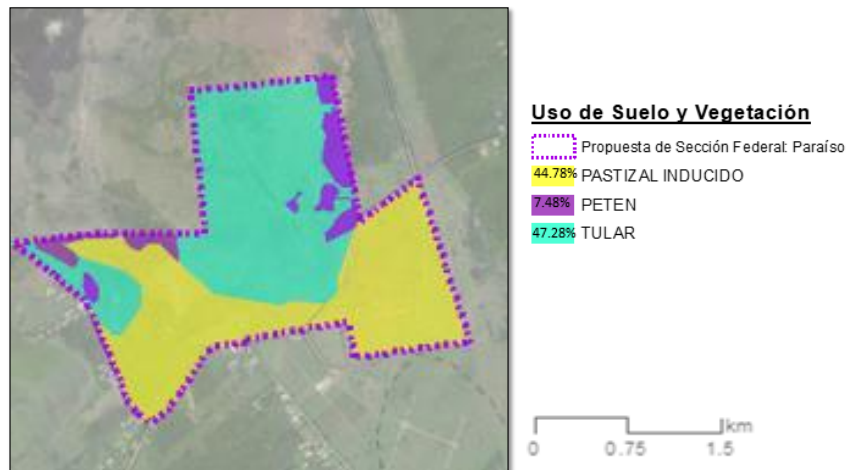 Uso de Suelo y Vegetación
Propuesta de Sección Federal: Paraíso
44.78% PASTIZAL INDUCIDO
7.48% PETEN
47.28% TULAR
km
0 0.75 1.5